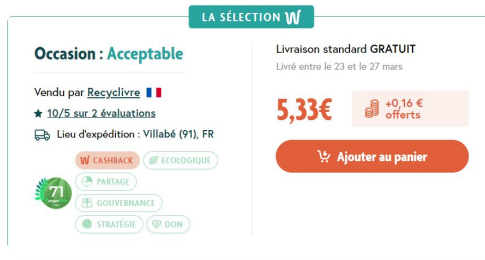 LA SÉLECTION W
Occasion : Acceptable
Vendu par Recyclivre
10/5 sur 2 évaluations
Lieu d'expédition : Villabé (91), FR
W CASHBACK
ÉCOLOGIQUE
71
PARTAGE
GOUVERNANCE
STRATÉGIE
DON
Livraison standard GRATUIT
Livré entre le 23 et le 27 mars
5,33€
+0,16 €
offerts
Ajouter au panier